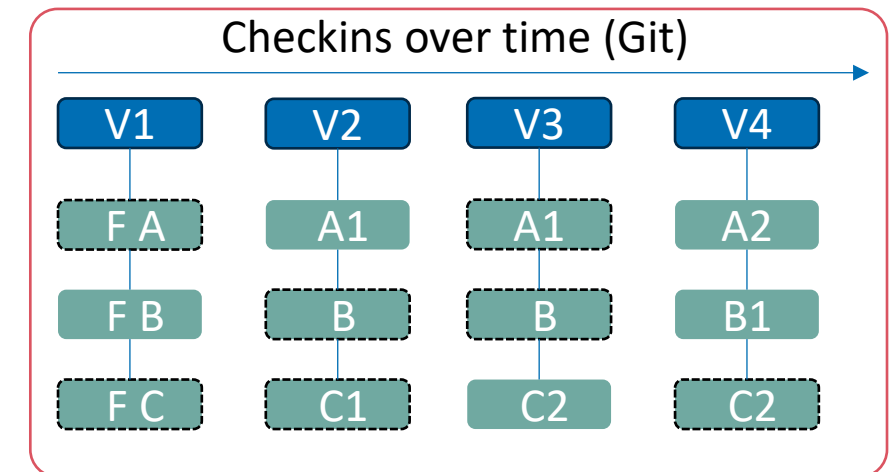 Checkins over time (Git)
V1 V2 V3 V4
F A A1 A1 A2
F B B B B1
F C C1 C2 C2